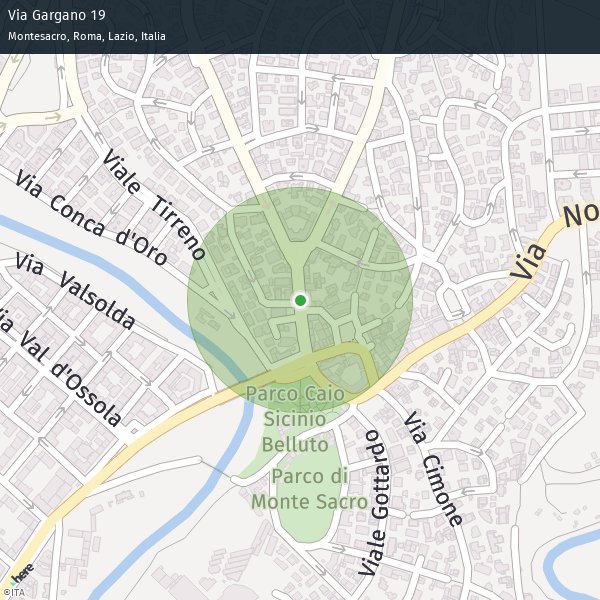 Via Gargano 19
Montesacro, Roma, Lazio, Italia
Viale Tirreno
Via Conca d'Oro
Via No
Via Valsolda
Via Val d'Ossola
Parco Caio
Sicinio
Belluto
Parco di
Monte Sacro
Viale Gottardo
Via Cimone
here
©ITA